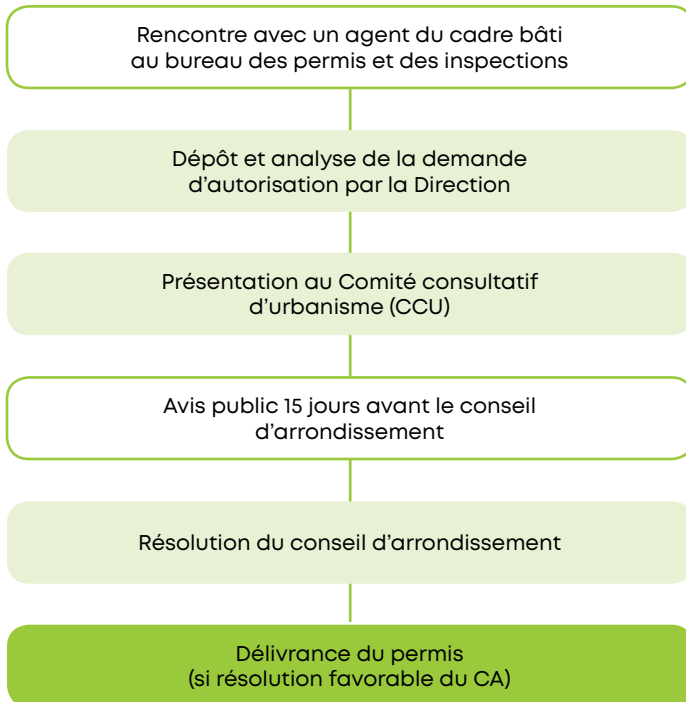 Rencontre avec un agent du cadre bâti
au bureau des permis et des inspections
Dépôt et analyse de la demande
d’autorisation par la Direction
Présentation au Comité consultatif
d’urbanisme (CCU)
Avis public 15 jours avant le conseil
d’arrondissement
Résolution du conseil d’arrondissement
Délivrance du permis
(si résolution favorable du CA)